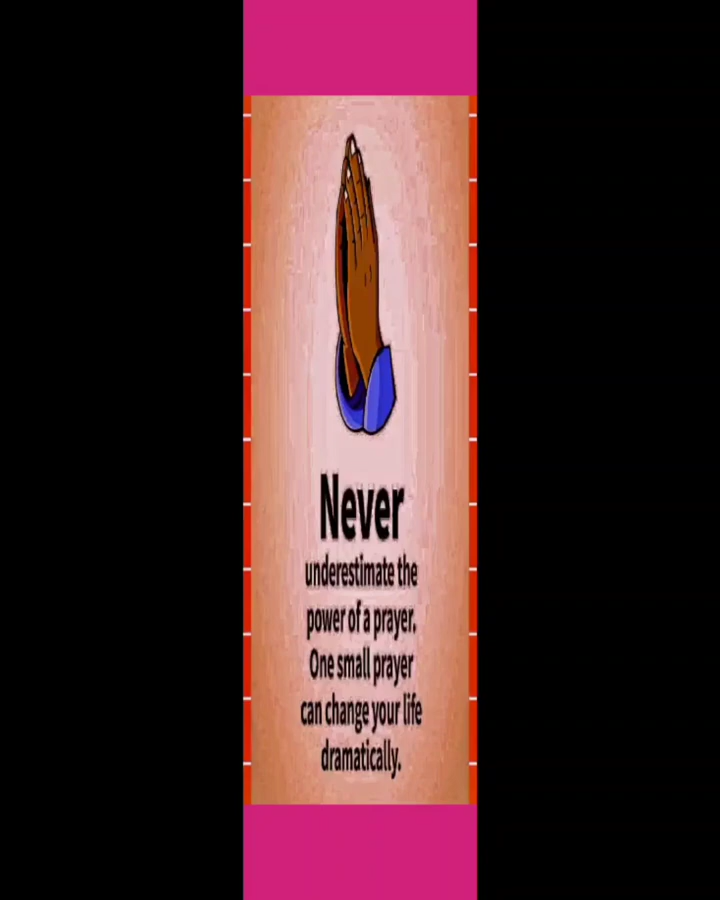 Never
underestimate the
power of a prayer.
One small prayer
can change your life
dramatically.